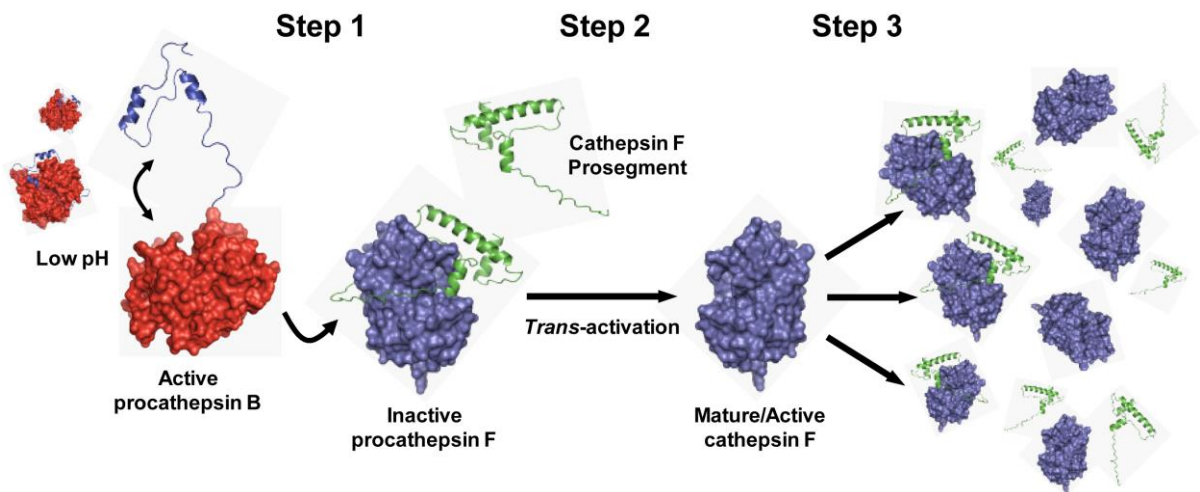 Step 1
Step 2
Step 3
Cathepsin F
Prosegment
Low pH
Trans-activation
Active
procathepsin B
Inactive
procathepsin F
Mature/Active
cathepsin F